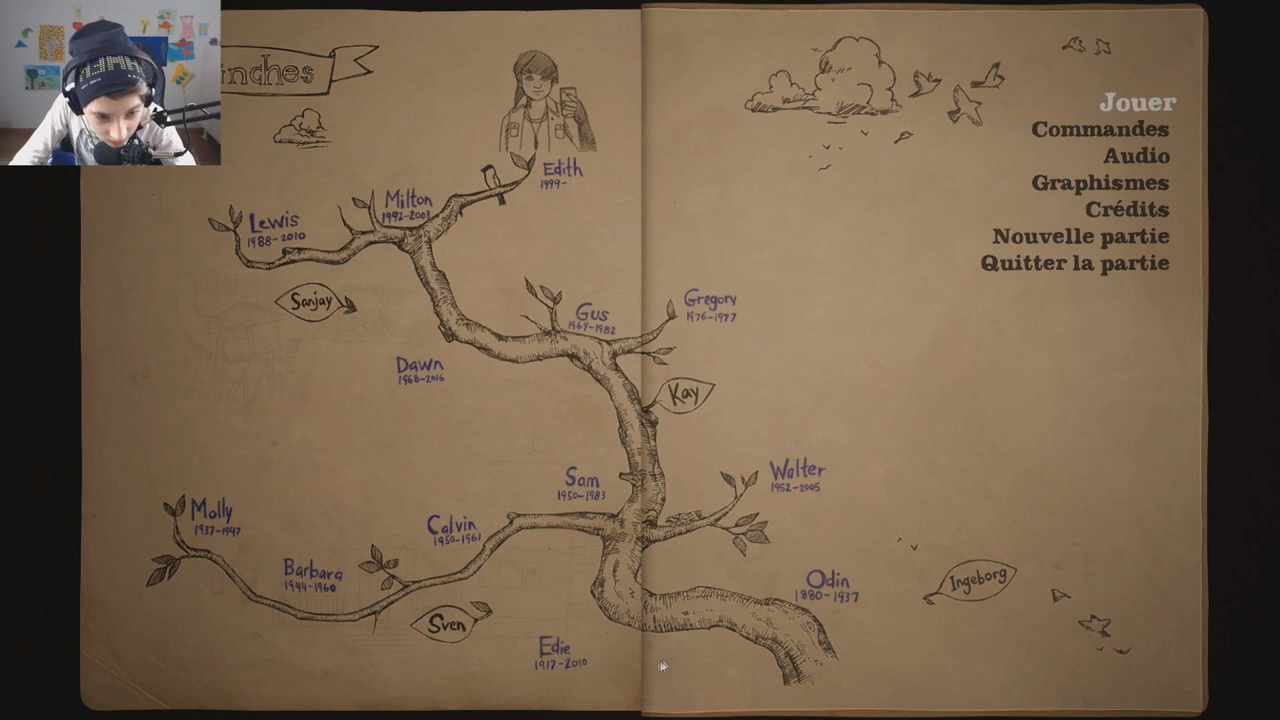 inches
Jouer
Commandes
Audio
Graphismes
Crédits
Nouvelle partie
Quitter la partie
Edith
1999-
Milton
1992-2003
Lewis
1988-2010
Sanjay
Gus
1969-1982
Gregory
1976-1977
Dawn
1968-2016
Kay
Sam
1950-1983
Walter
1952-2005
Molly
1937-1947
Calvin
1950-1961
Barbara
1944-1960
Odin
1880-1937
Ingeborg
Sven
Edie
1917-2010